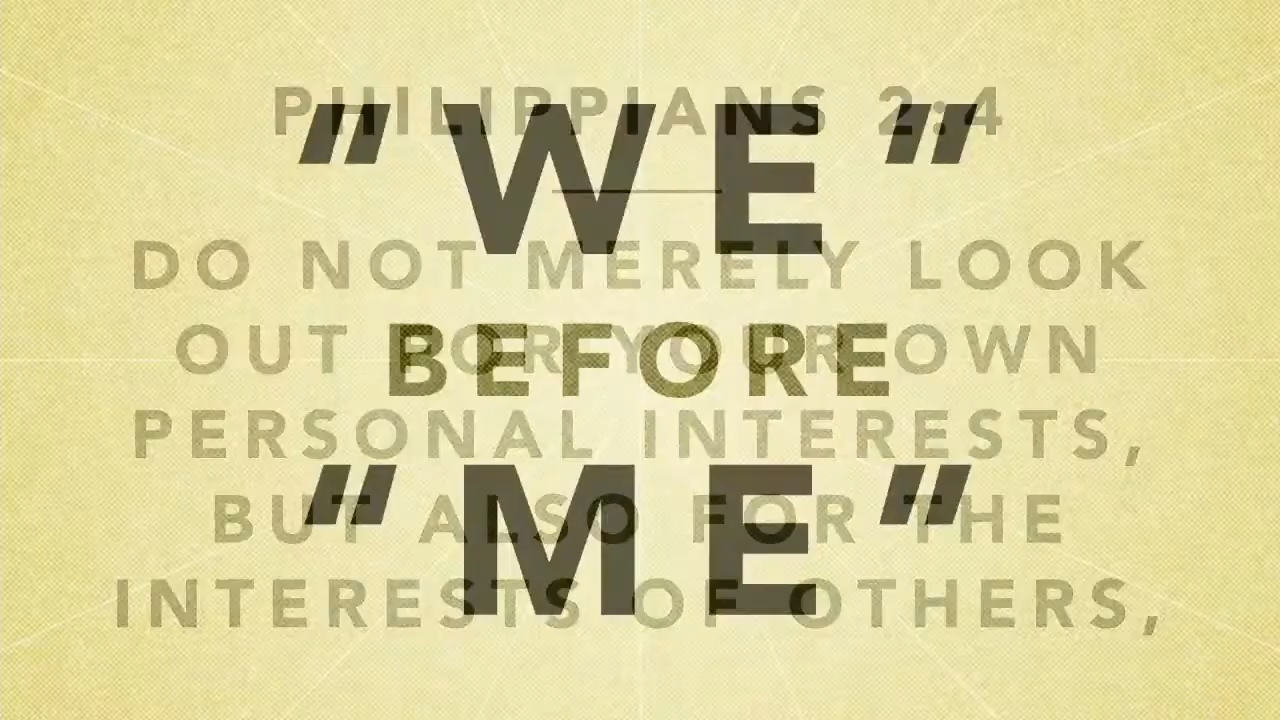 PHILIPPIANS 2:4
"WE"
DO NOT MERELY LOOK
OUT FOR YOUR OWN
BEFORE
PERSONAL INTERESTS,
"ME"
BUT ALSO FOR THE
INTERESTS OF OTHERS,